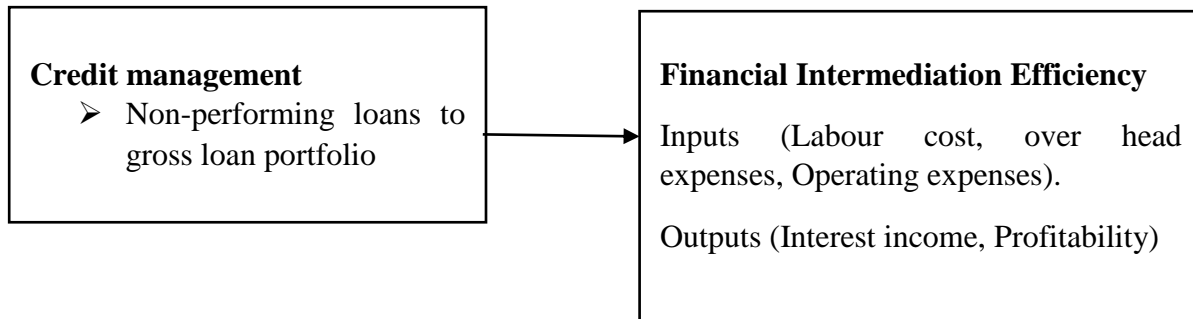 Credit management
➢ Non-performing loans to
gross loan portfolio
Financial Intermediation Efficiency
Inputs (Labour cost, over head
expenses, Operating expenses).
Outputs (Interest income, Profitability)